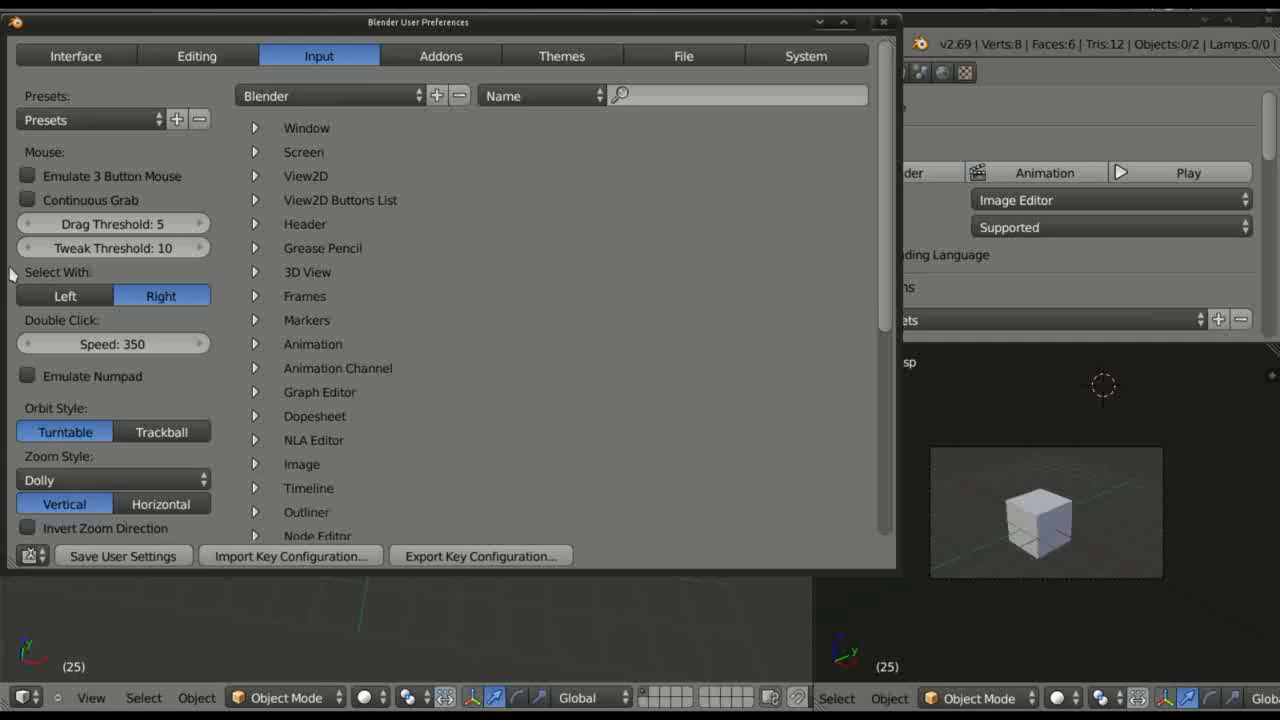 Blender User Preferences
Interface Editing Input Addons Themes File System
v2.69 | Verts:8 | Faces:6 | Tris:12 | Objects:0/2 | Lamps:0/0
Presets:
Blender Name
Presets
Window
Mouse:
Screen
Emulate 3 Button Mouse
View2D
Animation Play
Continuous Grab
View2D Buttons List
Image Editor
Drag Threshold: 5
Header
Supported
Tweak Threshold: 10
Grease Pencil
Language
Select With:
3D View
Left Right
Frames
Double Click:
Markers
Speed: 350
Animation
Emulate Numpad
Animation Channel
Graph Editor
Orbit Style:
Dopesheet
Turntable Trackball
NLA Editor
Zoom Style:
Image
Dolly
Timeline
Vertical Horizontal
Outliner
Invert Zoom Direction
Node Editor
Save User Settings Import Key Configuration... Export Key Configuration...
(25) (25)
View Select Object Object Mode Global Select Object Object Mode